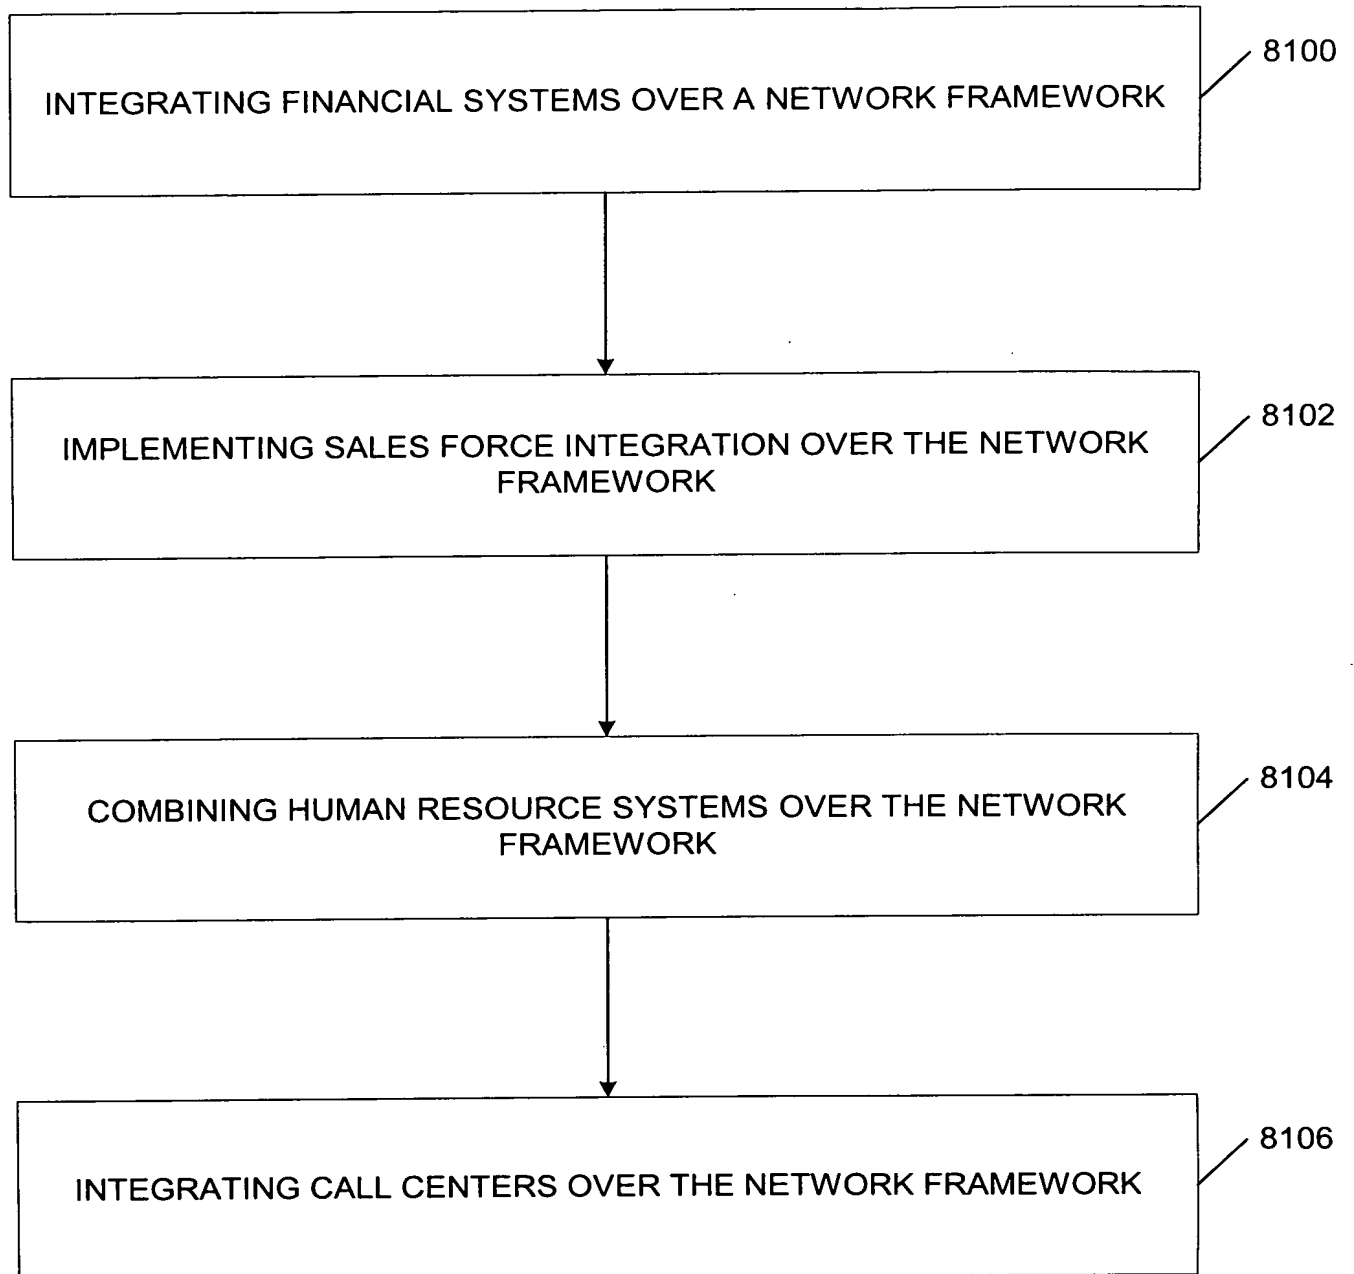 INTEGRATING FINANCIAL SYSTEMS OVER A NETWORK FRAMEWORK
8100
IMPLEMENTING SALES FORCE INTEGRATION OVER THE NETWORK
FRAMEWORK
8102
COMBINING HUMAN RESOURCE SYSTEMS OVER THE NETWORK
FRAMEWORK
8104
INTEGRATING CALL CENTERS OVER THE NETWORK FRAMEWORK
8106